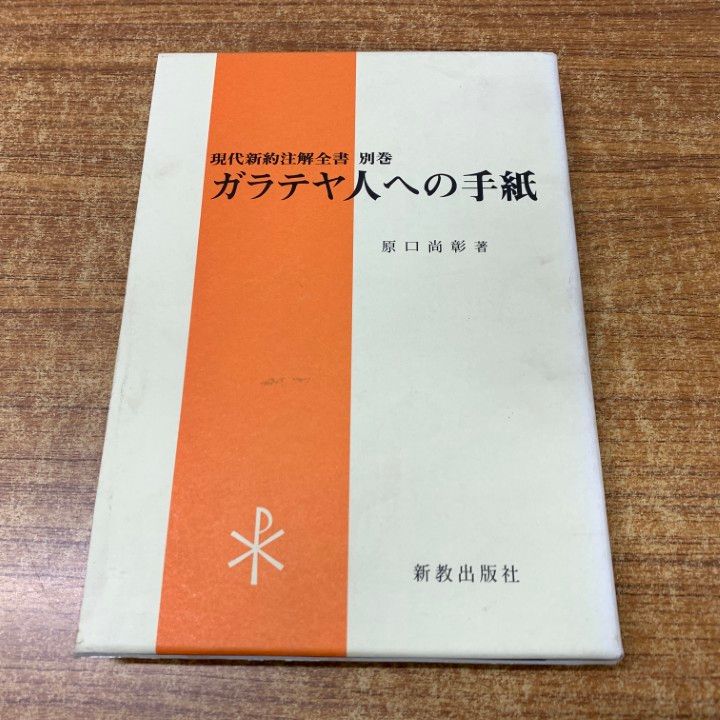 現代新約注解全書 別巻
ガラテヤ人への手紙
原口尚彰著
新教出版社